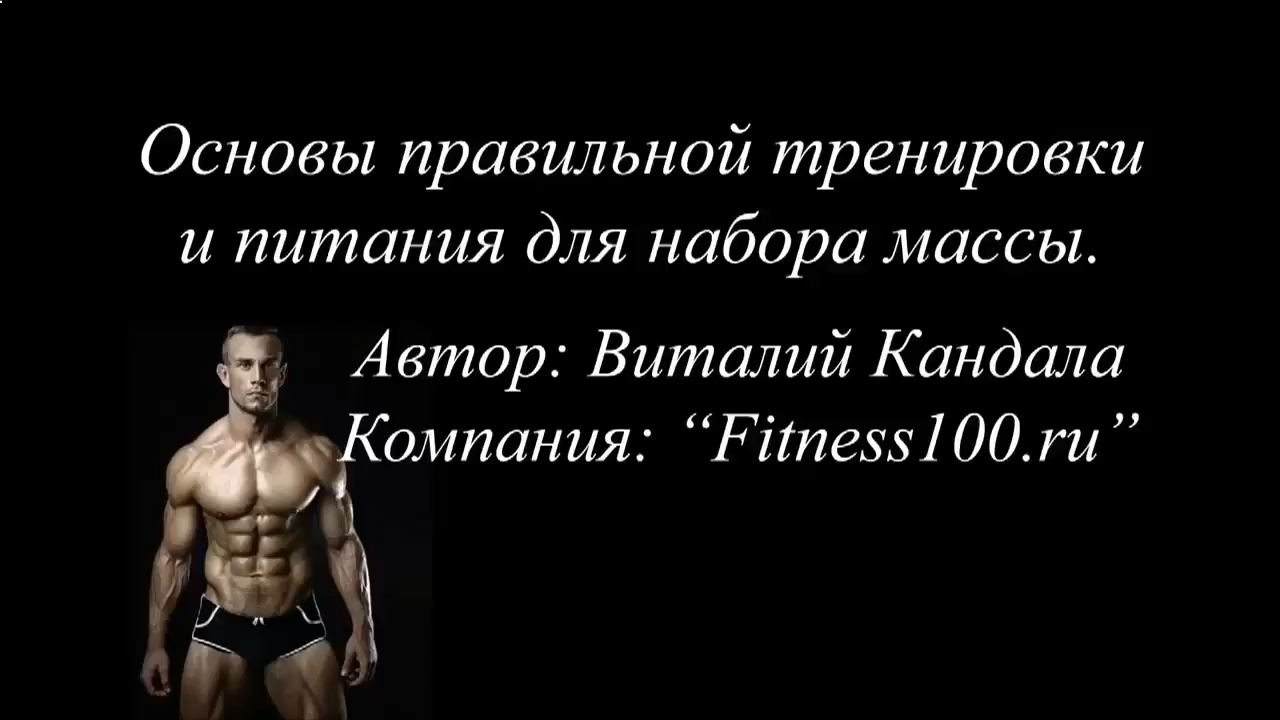 Основы правильной тренировки
и питания для набора массы.
Автор: Виталий Кандала
Компания: “Fitness100.ru”